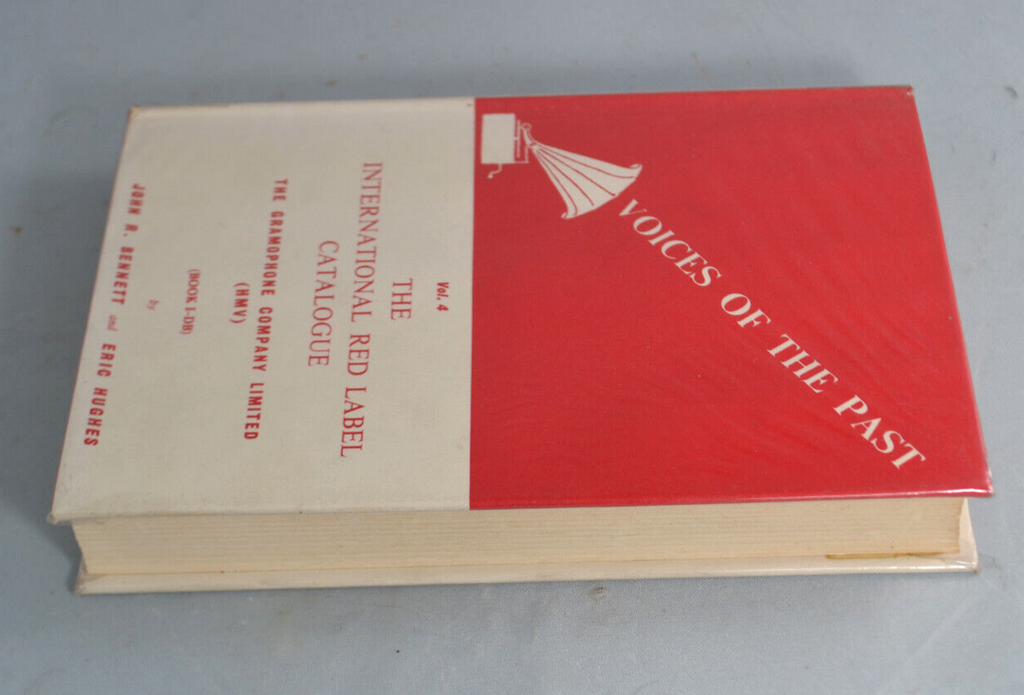 VOICES OF THE PAST
Vol. 4
THE
INTERNATIONAL RED LABEL
CATALOGUE
THE GRAMOPHONE COMPANY LIMITED
(HMV)
(BOOK I-DB)
by
JOHN R. BENNETT and ERIC HUGHES